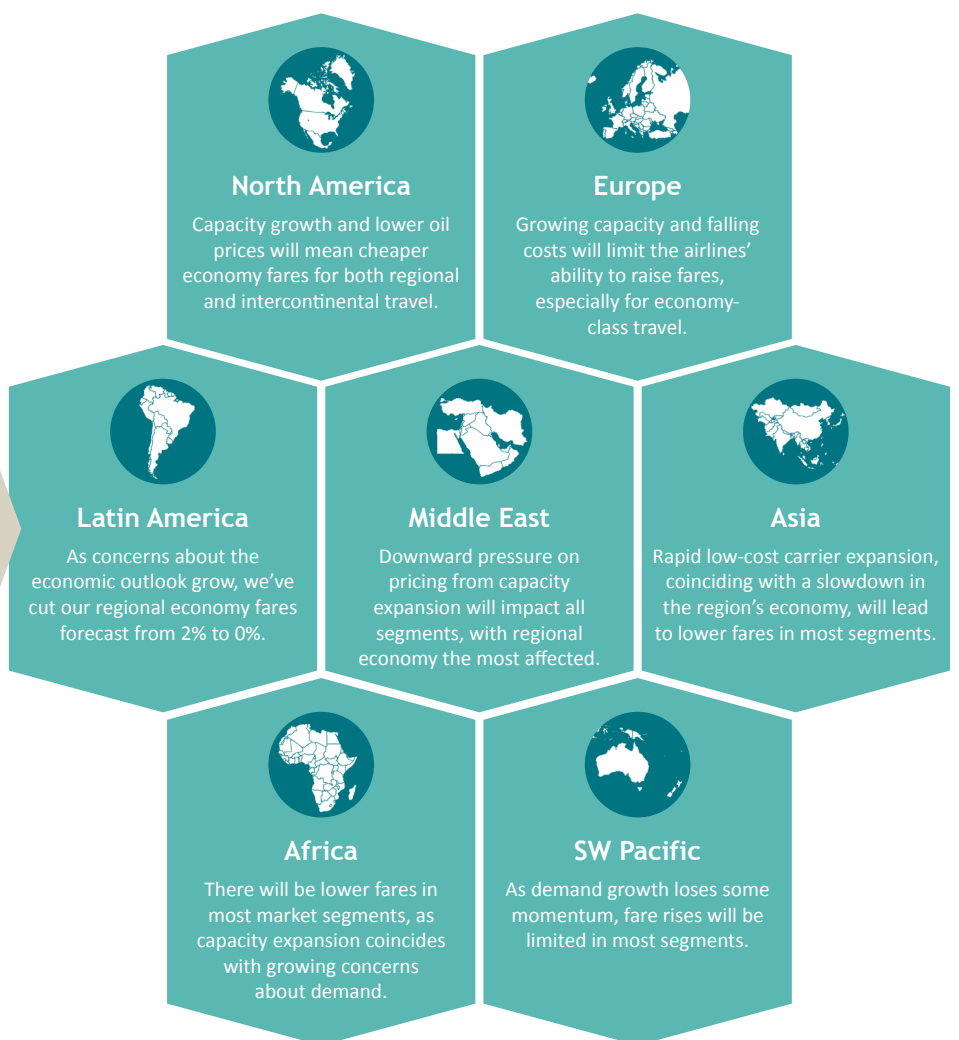 North America
Capacity growth and lower oil
prices will mean cheaper
economy fares for both regional
and intercontinental travel.
Europe
Growing capacity and falling
costs will limit the airlines’
ability to raise fares,
especially for economy-
class travel.
Latin America
As concerns about the
economic outlook grow, we’ve
cut our regional economy fares
forecast from 2% to 0%.
Middle East
Downward pressure on
pricing from capacity
expansion will impact all
segments, with regional
economy the most affected.
Asia
Rapid low-cost carrier expansion,
coinciding with a slowdown in
the region’s economy, will lead
to lower fares in most segments.
Africa
There will be lower fares in
most market segments, as
capacity expansion coincides
with growing concerns
about demand.
SW Pacific
As demand growth loses some
momentum, fare rises will be
limited in most segments.